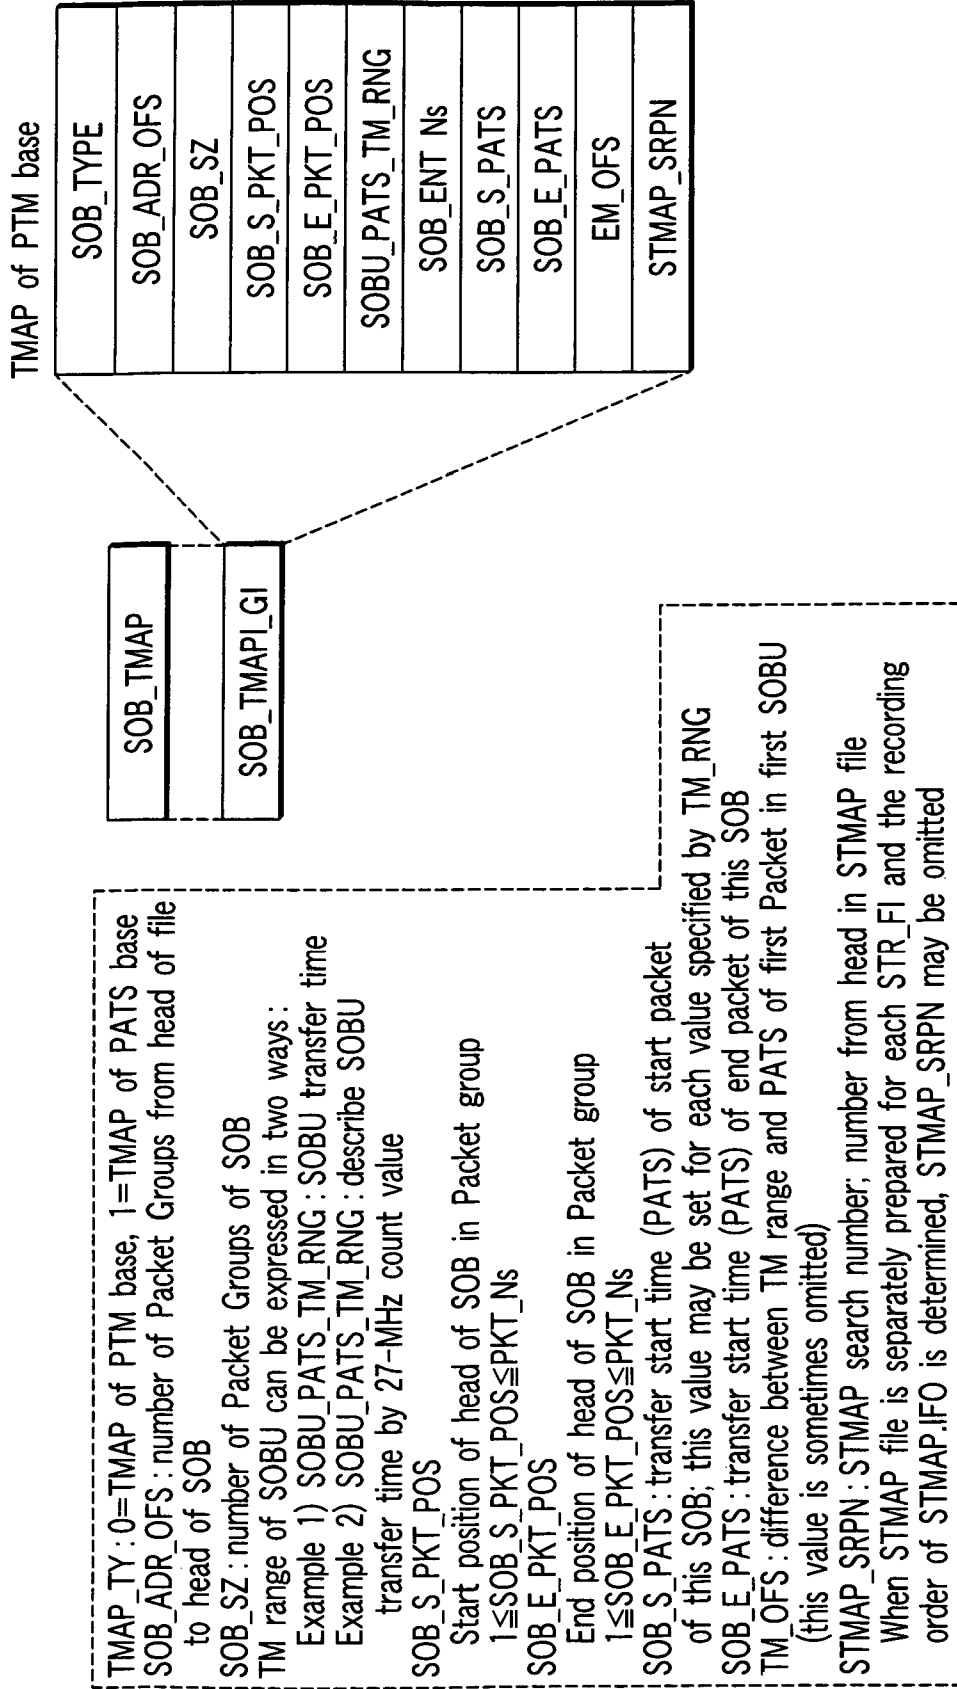 TMAP of PTM base
SOB_TMAP
SOB_TMAPI_GI
SOB_TYPE
SOB_ADR_OFS
SOB_SZ
SOB_S_PKT_POS
SOB_E_PKT_POS
SOBU_PATS_TM_RNG
SOB_ENT Ns
SOB_S_PATS
SOB_E_PATS
EM_OFS
STMAP_SRPN
TMAP_TY : 0=TMAP of PTM base, 1=TMAP of PATS base
SOB_ADR_OFS : number of Packet Groups from head of file
to head of SOB
SOB_SZ : number of Packet Groups of SOB
TM range of SOBU can be expressed in two ways :
Example 1) SOBU_PATS_TM_RNG : SOBU transfer time
Example 2) SOBU_PATS_TM_RNG : describe SOBU
transfer time by 27-MHz count value
SOB_S_PKT_POS
Start position of head of SOB in Packet group
1≦SOB_S_PKT_POS≦PKT_Ns
SOB_E_PKT_POS
End position of head of SOB in Packet group
1≦SOB_E_PKT_POS≦PKT_Ns
SOB_S_PATS : transfer start time (PATS) of start packet
of this SOB; this value may be set for each value specified by TM_RNG
SOB_E_PATS : transfer start time (PATS) of end packet of this SOB
TM_OFS : difference between TM range and PATS of first Packet in first SOBU
(this value is sometimes omitted)
STMAP_SRPN : STMAP search number; number from head in STMAP file
When STMAP file is separately prepared for each STR_FI and the recording
order of STMAP.IFO is determined, STMAP_SRPN may be omitted